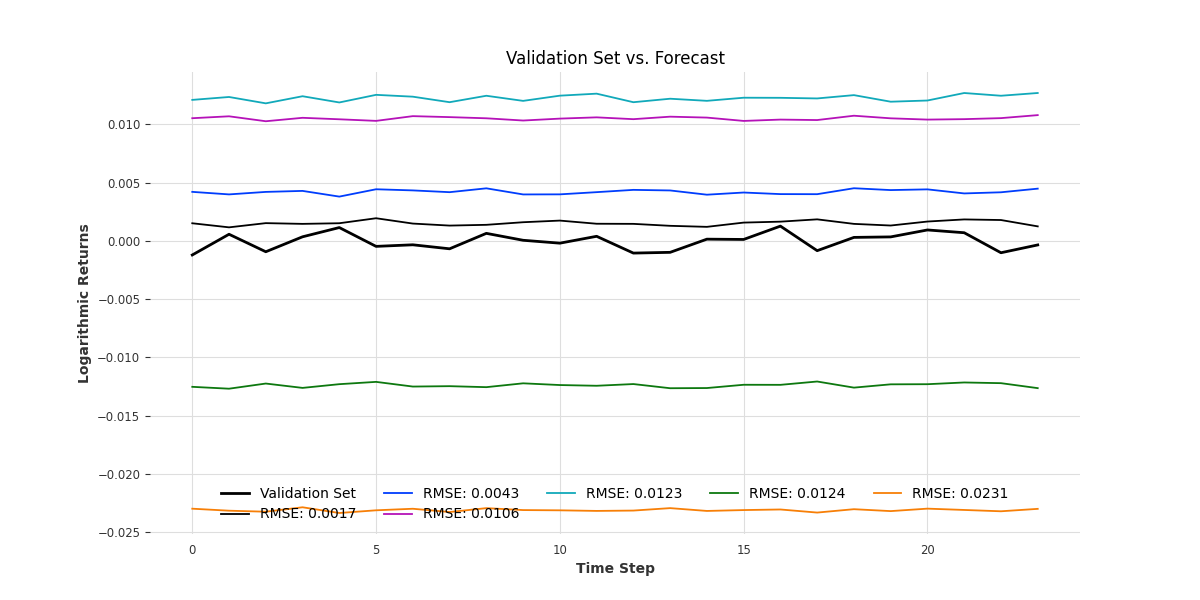 Validation Set vs. Forecast
0.010
0.005
0.000
−0.005
−0.010
−0.015
−0.020
−0.025
Logarithmic Returns
Validation Set
RMSE: 0.0017
RMSE: 0.0043
RMSE: 0.0106
RMSE: 0.0123
RMSE: 0.0124
RMSE: 0.0231
0 5 10 15 20
Time Step